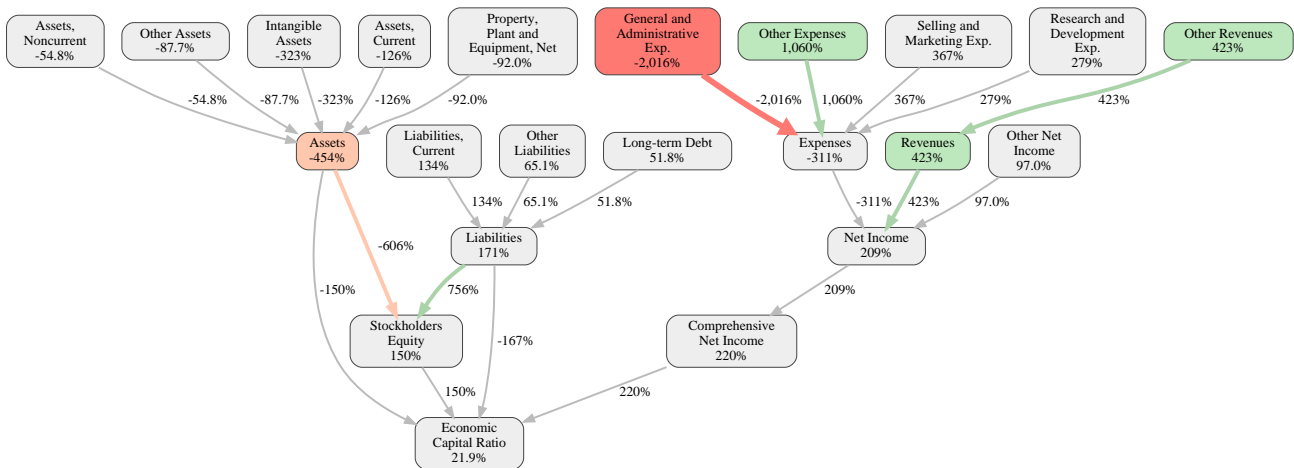 Assets,
Noncurrent
-54.8%
Other Assets
-87.7%
Intangible
Assets
-323%
Assets,
Current
-126%
Property,
Plant and
Equipment, Net
-92.0%
General and
Administrative
Exp.
-2,016%
Other Expenses
1,060%
Selling and
Marketing Exp.
367%
Research and
Development
Exp.
279%
Other Revenues
423%
-54.8%
-87.7%
-323%
-126%
-92.0%
-2,016%
1,060%
367%
279%
423%
Assets
-454%
Liabilities,
Current
134%
Other
Liabilities
65.1%
Long-term Debt
51.8%
Expenses
-311%
Revenues
423%
Other Net
Income
97.0%
134%
65.1%
51.8%
-311%
423%
97.0%
-606%
Liabilities
171%
Net Income
209%
-150%
756%
209%
Stockholders
Equity
150%
-167%
Comprehensive
Net Income
220%
150%
220%
Economic
Capital Ratio
21.9%